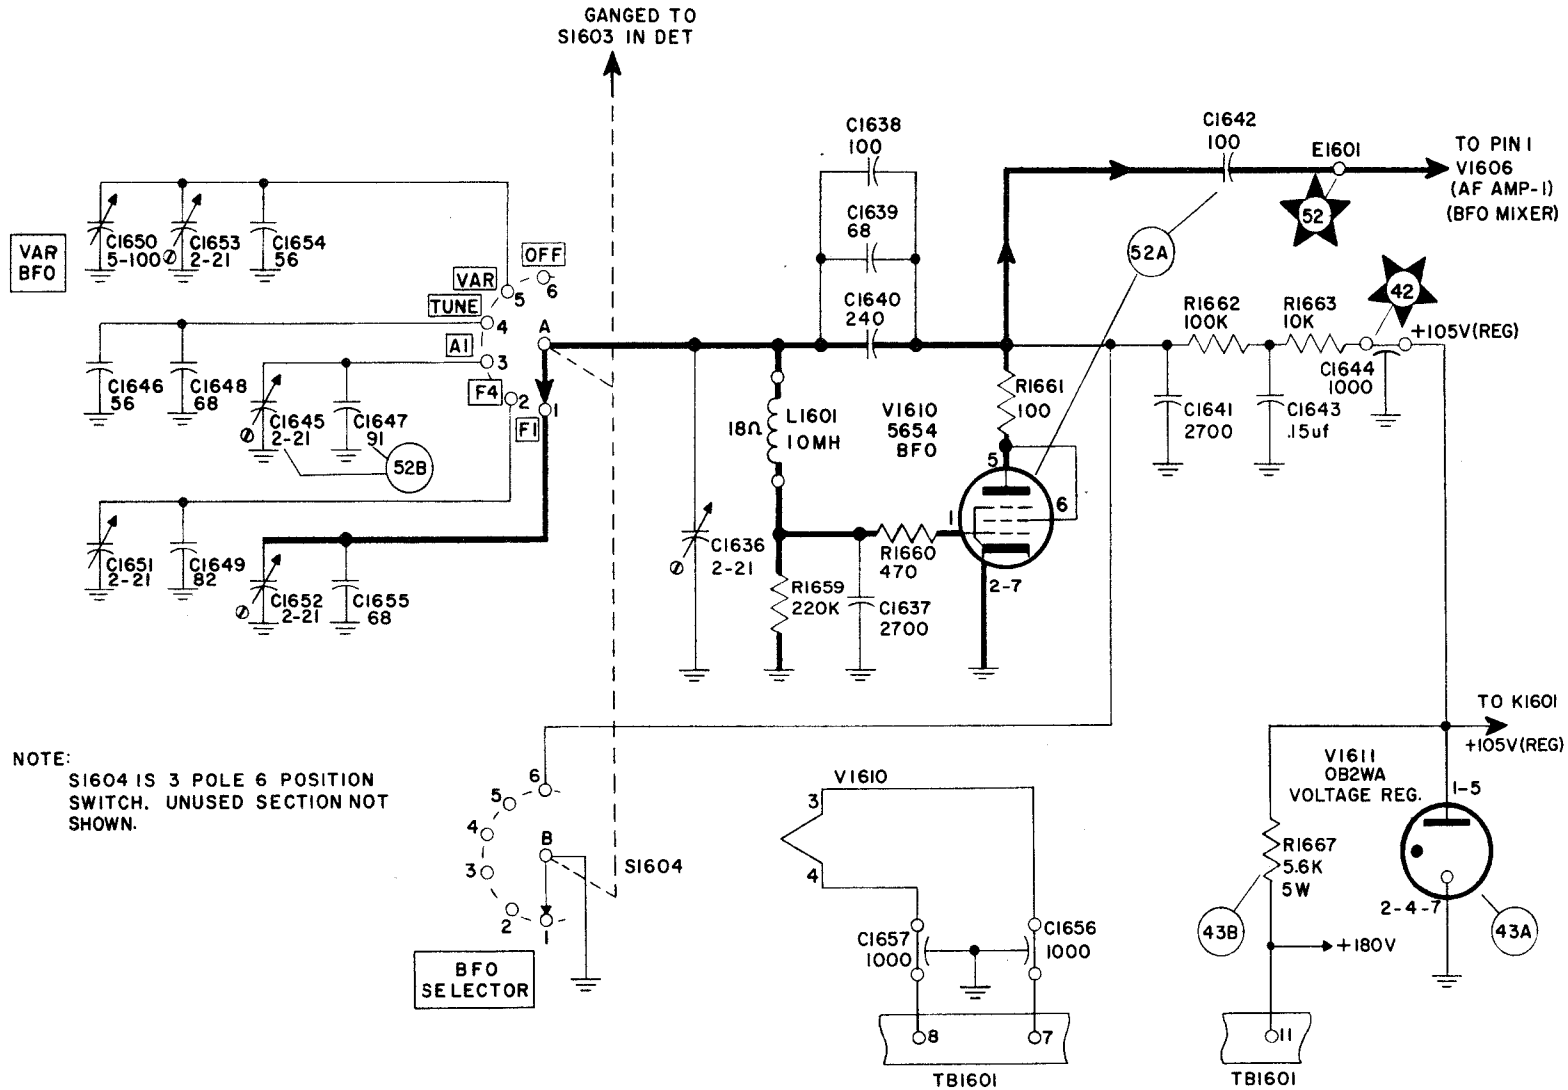 GANGED TO
S1603 IN DET
C1638
100
C1639
68
C1640
240
C1642
100
E1601
TO PIN 1
V1606
(AF AMP-1)
(BFO MIXER)
52
52A
42
VAR
BFO
C1650
5-100
C1653
2-21
C1654
56
OFF
6
VAR
5
TUNE
4
A1
3
F4
2
F1
1
A
C1646
56
C1648
68
C1645
2-21
C1647
91
52B
C1651
2-21
C1649
82
C1652
2-21
C1655
68
18Ω
L1601
10MH
V1610
5654
BFO
R1661
100
5
6
1
2-7
R1662
100K
R1663
10K
+105V(REG)
C1644
1000
C1641
2700
C1643
.15uf
C1636
2-21
R1660
470
R1659
220K
C1637
2700
NOTE:
S1604 IS 3 POLE 6 POSITION
SWITCH. UNUSED SECTION NOT
SHOWN.
6
5
4
3
2
1
B
S1604
BFO
SELECTOR
V1610
3
4
C1657
1000
C1656
1000
8
7
TB1601
TO K1601
+105V(REG)
V1611
OB2WA
VOLTAGE REG.
1-5
R1667
5.6K
5W
2-4-7
43B
43A
+180V
11
TB1601